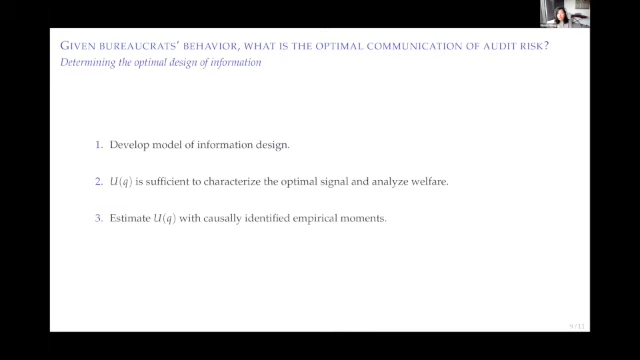 GIVEN BUREAUCRATS' BEHAVIOR, WHAT IS THE OPTIMAL COMMUNICATION OF AUDIT RISK?
Determining the optimal design of information
1. Develop model of information design.
2. U(q) is sufficient to characterize the optimal signal and analyze welfare.
3. Estimate U(q) with causally identified empirical moments.
9/11